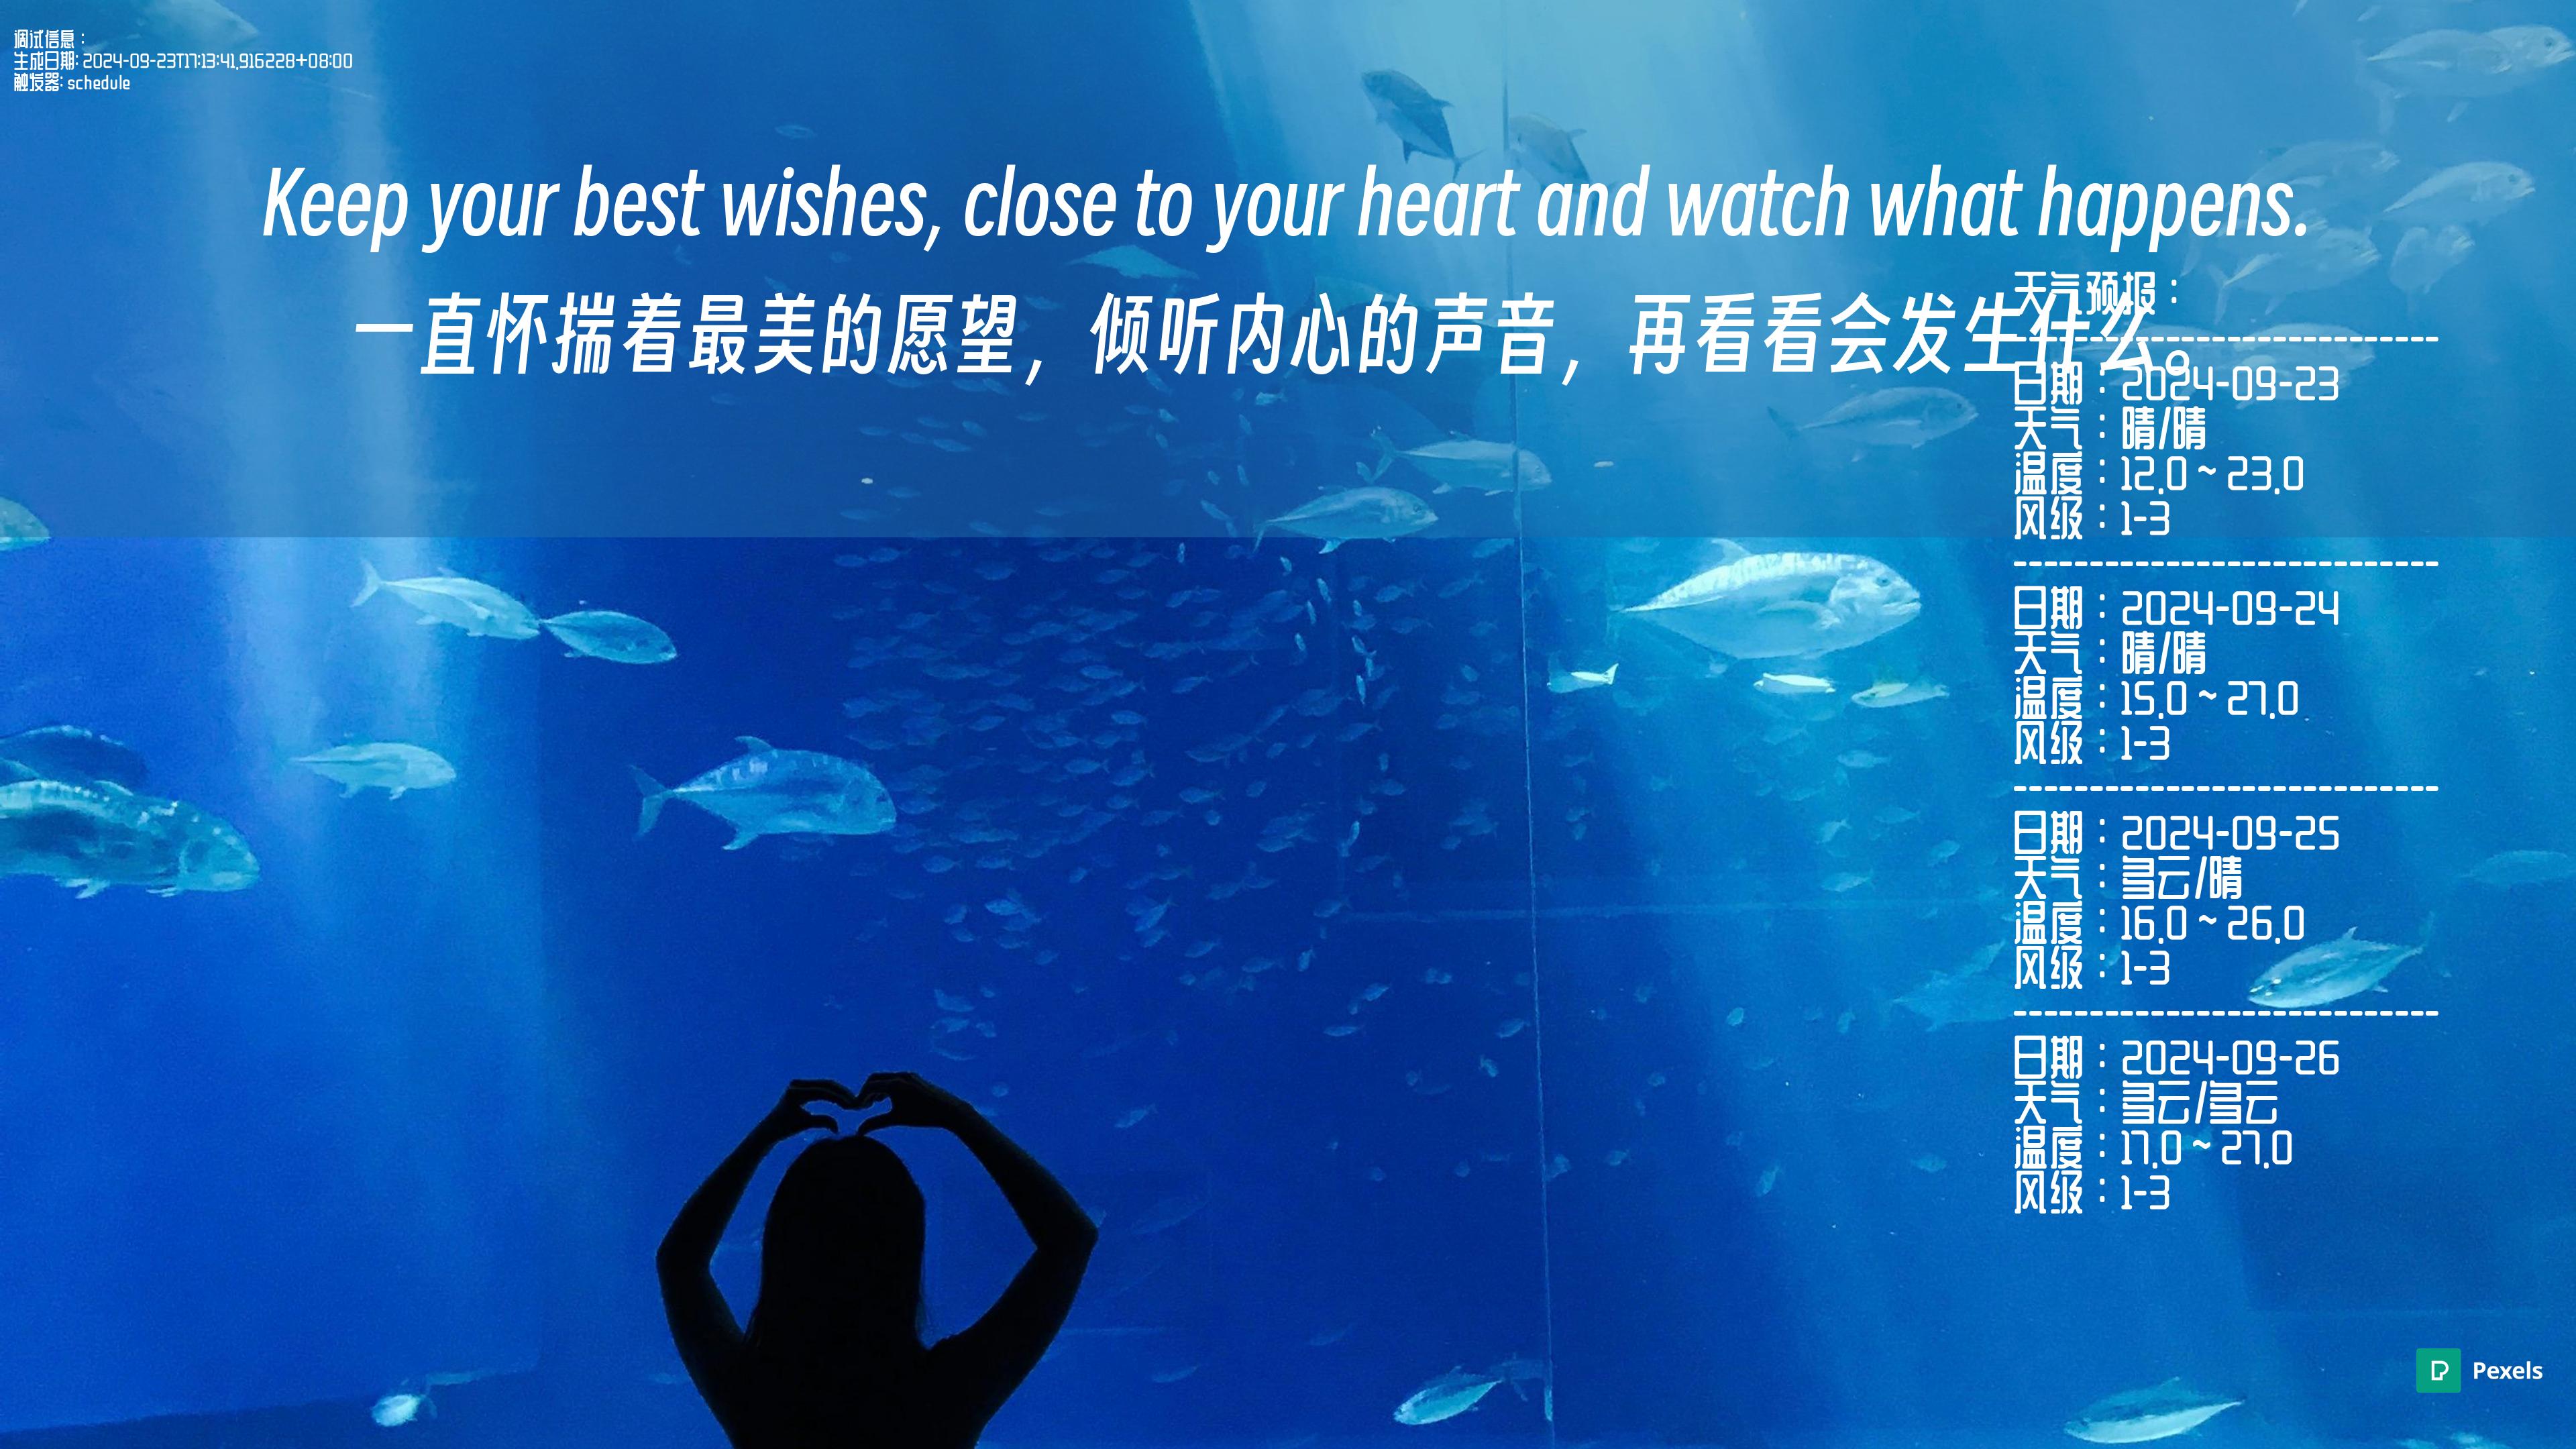 调试信息：
生成日期: 2024-09-23T17:13:41.916228+08:00
触发器: schedule
Keep your best wishes, close to your heart and watch what happens.
一直怀揣着最美的愿望，倾听内心的声音，再看看会发生什么。
天气预报：
----------------------------
日期：2024-09-23
天气：晴/晴
温度：12.0 ~ 23.0
风级：1-3
----------------------------
日期：2024-09-24
天气：晴/晴
温度：15.0 ~ 27.0
风级：1-3
----------------------------
日期：2024-09-25
天气：多云/晴
温度：16.0 ~ 26.0
风级：1-3
----------------------------
日期：2024-09-26
天气：多云/多云
温度：17.0 ~ 27.0
风级：1-3
Pexels